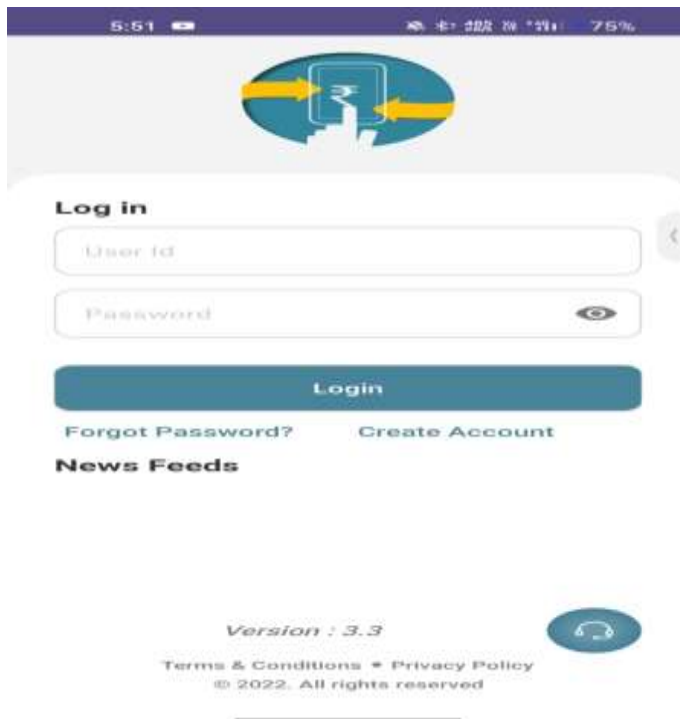 5:51 75%
₹
Log in
User Id
Password
Login
Forgot Password? Create Account
News Feeds
Version : 3.3
Terms & Conditions • Privacy Policy
© 2022. All rights reserved